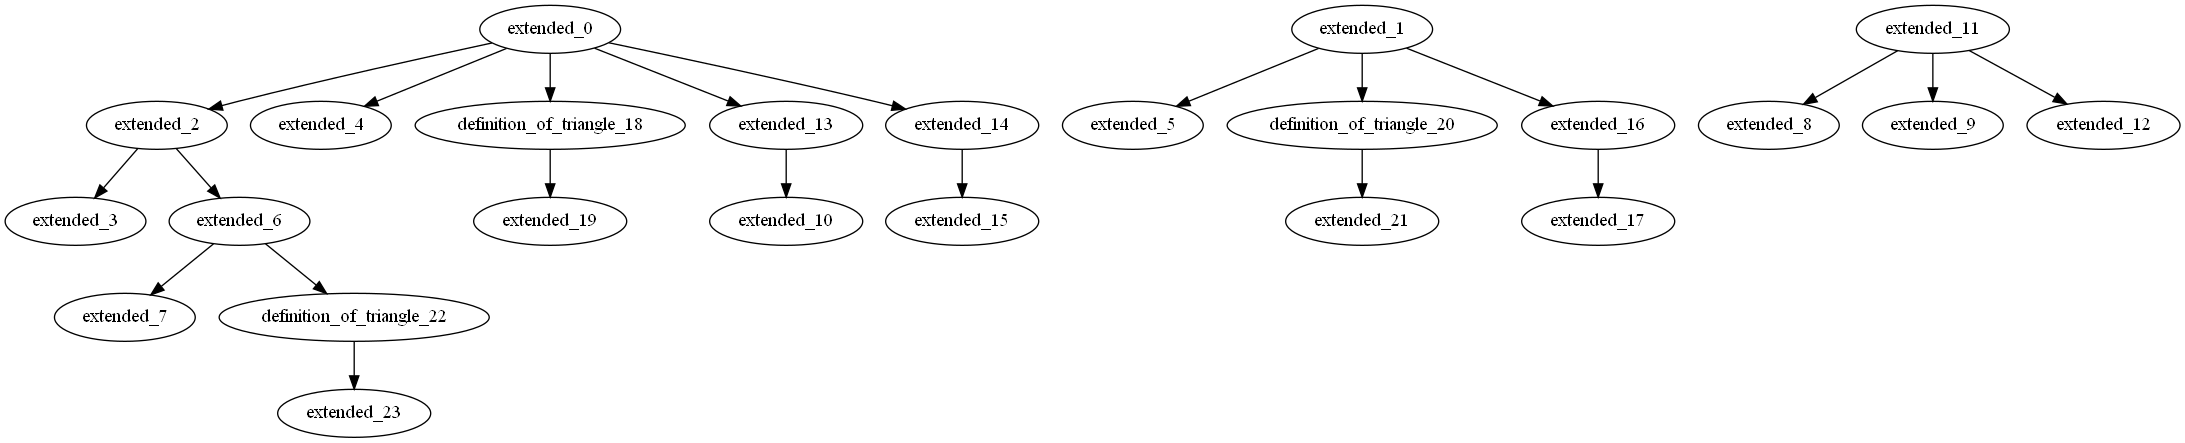 extended_0
extended_1
extended_11
extended_2
extended_4
definition_of_triangle_18
extended_13
extended_14
extended_5
definition_of_triangle_20
extended_16
extended_8
extended_9
extended_12
extended_3
extended_6
extended_19
extended_10
extended_15
extended_21
extended_17
extended_7
definition_of_triangle_22
extended_23